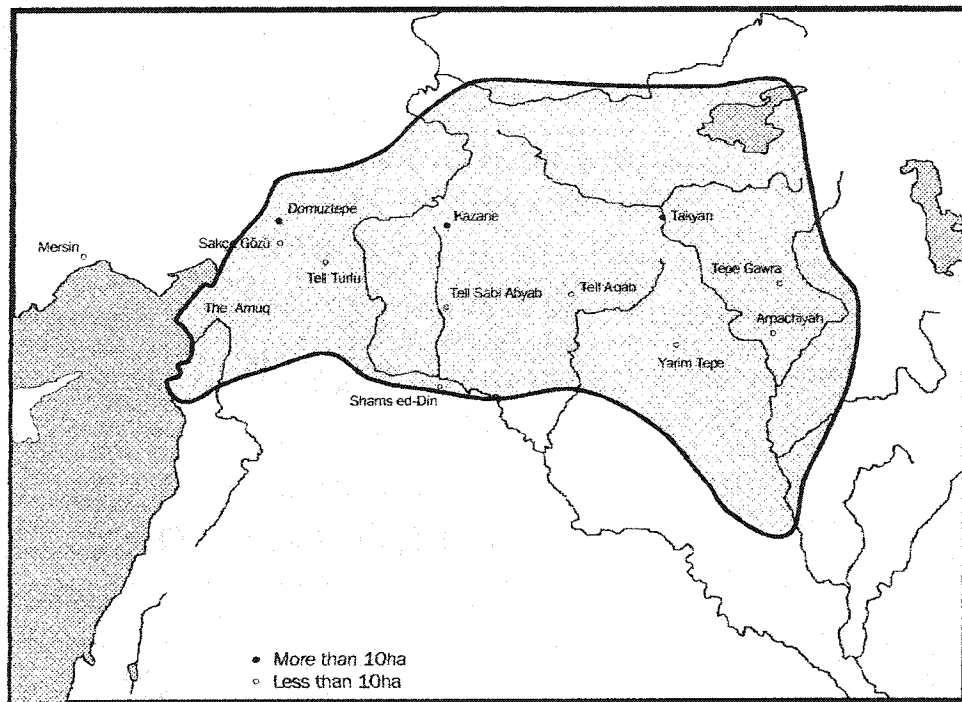 Domuztepe
Kazane
Takyan
Mersin
Sakçe Gözü
Tell Turlu
Tepe Gawra
Tell Sabi Abyab
Tell Aqab
The Amuq
Arpachiyah
Yarim Tepe
Shams ed-Din
More than 10ha
Less than 10ha